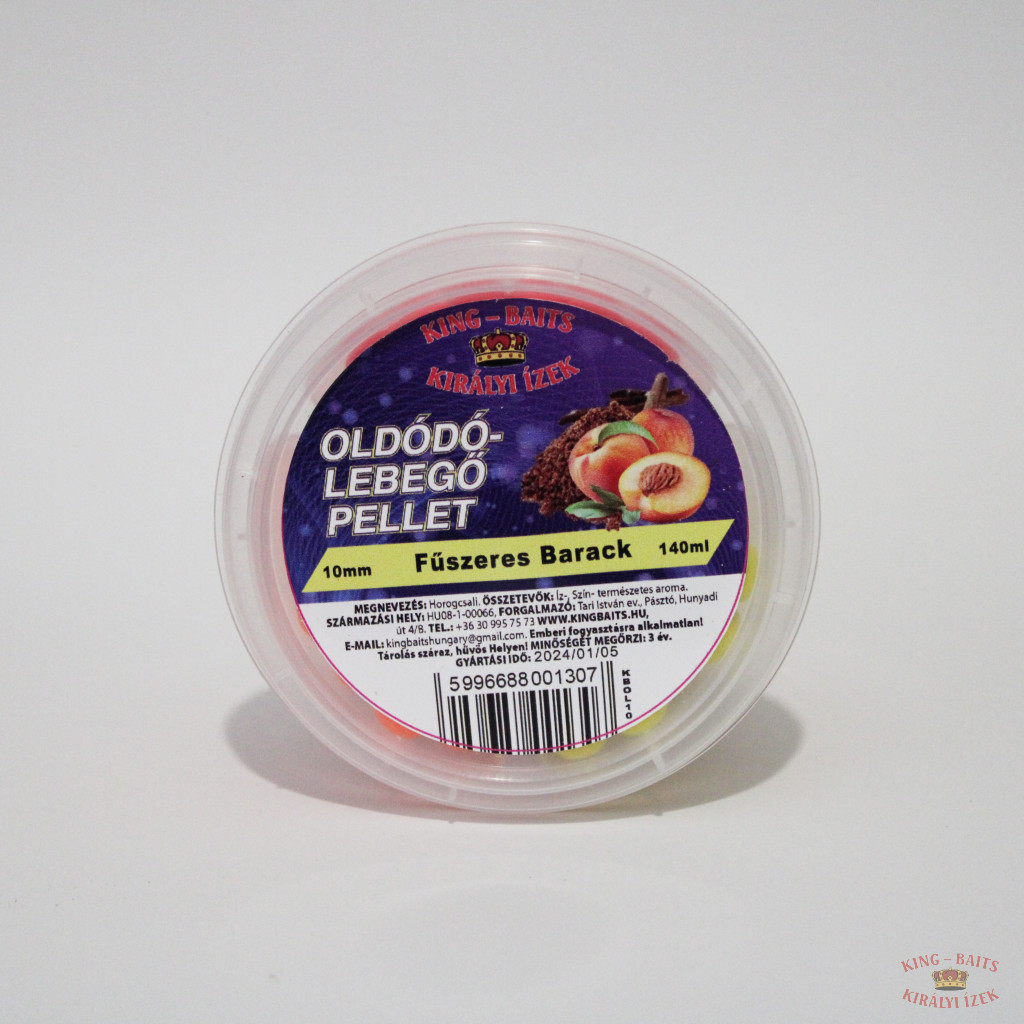 KING – BAITS
KIRÁLYI ÍZEK
OLDÓDÓ-
LEBEGŐ
PELLET
10mm Fűszeres Barack 140ml
MEGNEVEZÉS: Horogcsali. ÖSSZETEVŐK: Íz-, Szín- természetes aroma.
SZÁRMAZÁSI HELY: HU08-1-00066, FORGALMAZÓ: Tari István ev., Pásztó, Hunyadi
út 4/8. TEL.: +36 30 995 75 73 WWW.KINGBAITS.HU,
E-MAIL: kingbaitshungary@gmail.com. Emberi fogyasztásra alkalmatlan!
Tárolás száraz, hűvös Helyen! MINŐSÉGÉT MEGŐRZI: 3 év.
GYÁRTÁSI IDŐ: 2024/01/05
5996688001307
KBOL10
KING – BAITS
KIRÁLYI ÍZEK